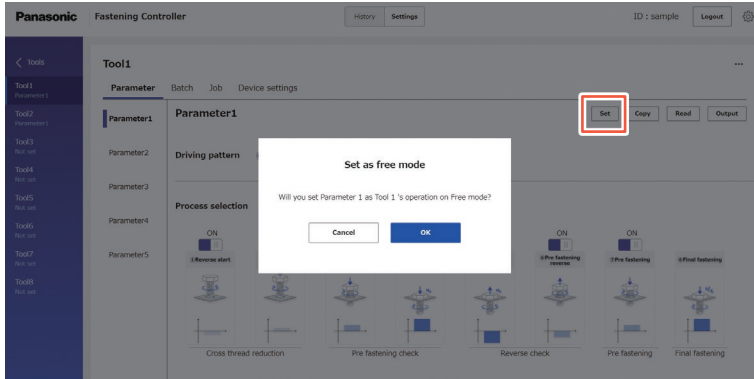 Panasonic Fastening Controller History Settings ID : sample Logout
Tools
Tool1 ...
Tool1
Parameter1
Parameter Batch Job Device settings
Tool2
Parameter1
Parameter1 Parameter1 Set Copy Read Output
Tool3
Not set
Parameter2 Driving pattern
Set as free mode
Tool4
Not set
Parameter3
Will you set Parameter 1 as Tool 1 's operation on Free mode?
Tool5
Not set
Process selection
Tool6
Not set
Parameter4
Cancel OK
ON ON ON
Tool7
Not set
Parameter5
①Reverse start
Pre fastening reverse
Pre fastening
Final fastening
Tool8
Not set
Cross thread reduction Pre fastening check Reverse check Pre fastening Final fastening